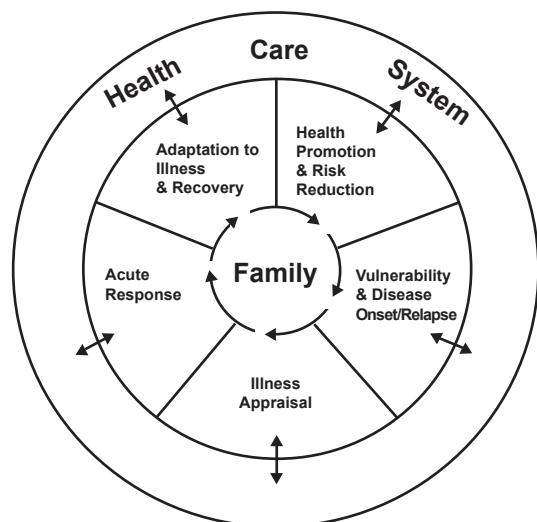 Health Care System
Adaptation to
Illness
& Recovery
Health
Promotion
& Risk
Reduction
Acute
Response
Family
Vulnerability
& Disease
Onset/Relapse
Illness
Appraisal